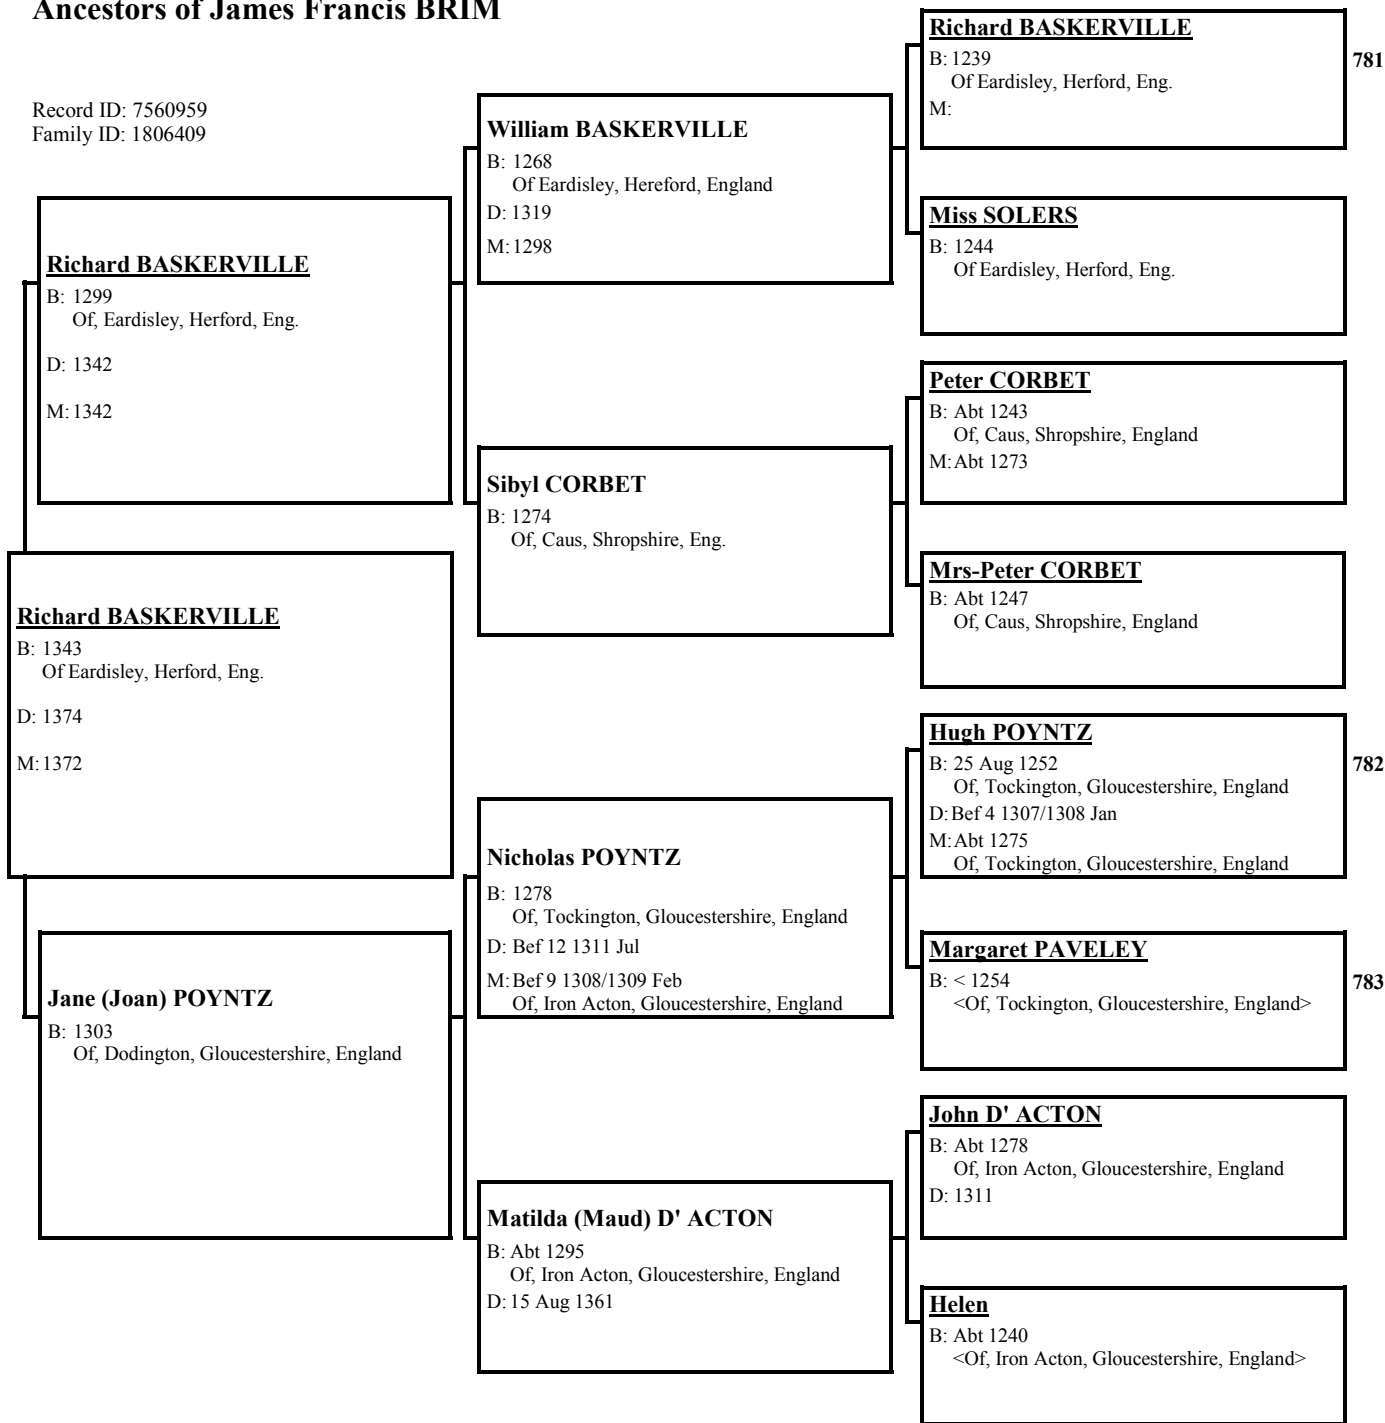 Ancestors of James Francis BRIM
Record ID: 7560959
Family ID: 1806409
Richard BASKERVILLE
B: 1343
Of Eardisley, Herford, Eng.
D: 1374
M: 1372
Richard BASKERVILLE
B: 1299
Of, Eardisley, Herford, Eng.
D: 1342
M: 1342
Jane (Joan) POYNTZ
B: 1303
Of, Dodington, Gloucestershire, England
William BASKERVILLE
B: 1268
Of Eardisley, Hereford, England
D: 1319
M: 1298
Sibyl CORBET
B: 1274
Of, Caus, Shropshire, Eng.
Nicholas POYNTZ
B: 1278
Of, Tockington, Gloucestershire, England
D: Bef 12 1311 Jul
M: Bef 9 1308/1309 Feb
Of, Iron Acton, Gloucestershire, England
Matilda (Maud) D' ACTON
B: Abt 1295
Of, Iron Acton, Gloucestershire, England
D: 15 Aug 1361
Richard BASKERVILLE
B: 1239
781
Of Eardisley, Herford, Eng.
M:
Miss SOLERS
B: 1244
Of Eardisley, Herford, Eng.
Peter CORBET
B: Abt 1243
Of, Caus, Shropshire, England
M: Abt 1273
Mrs-Peter CORBET
B: Abt 1247
Of, Caus, Shropshire, England
Hugh POYNTZ
B: 25 Aug 1252
782
Of, Tockington, Gloucestershire, England
D: Bef 4 1307/1308 Jan
M: Abt 1275
Of, Tockington, Gloucestershire, England
Margaret PAVELEY
B: < 1254
783
<Of, Tockington, Gloucestershire, England>
John D' ACTON
B: Abt 1278
Of, Iron Acton, Gloucestershire, England
D: 1311
Helen
B: Abt 1240
<Of, Iron Acton, Gloucestershire, England>